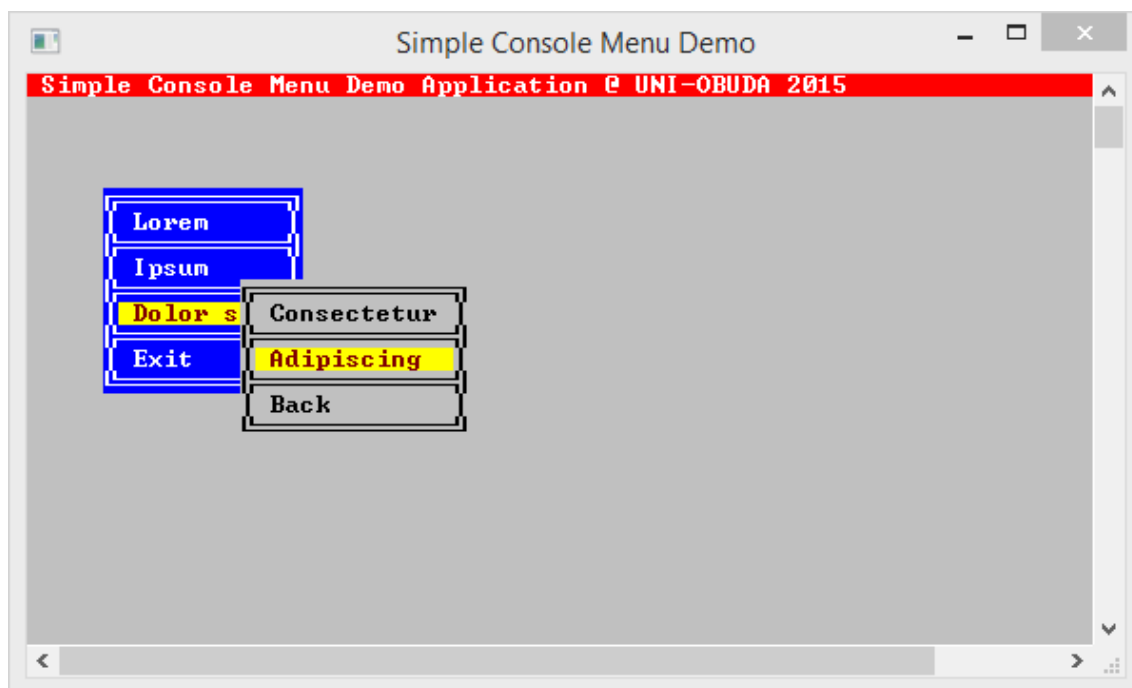 Simple Console Menu Demo
Simple Console Menu Demo Application @ UNI-OBUDA 2015
Lorem
Ipsum
Dolor s
Consectetur
Exit
Adipiscing
Back